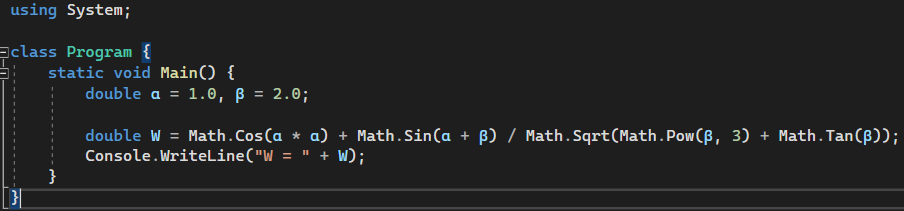 using System;
class Program {
static void Main() {
double α = 1.0, β = 2.0;
double W = Math.Cos(α * α) + Math.Sin(α + β) / Math.Sqrt(Math.Pow(β, 3) + Math.Tan(β));
Console.WriteLine("W = " + W);
}
}